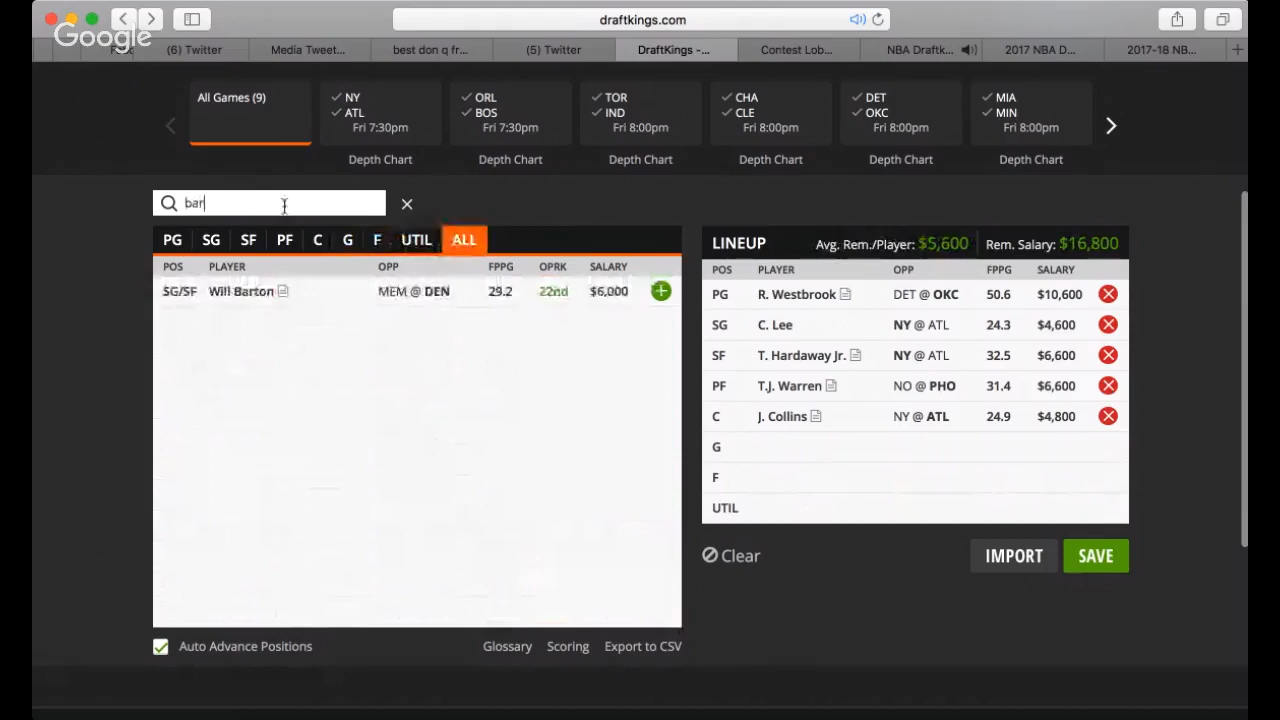 draftkings.com
Google
(6) Twitter
Media Tweet...
best don q fr...
(5) Twitter
DraftKings -...
Contest Lob...
NBA Draftk...
2017 NBA D...
2017-18 NB...
All Games (9)
NY
ATL
Fri 7:30pm
Depth Chart
ORL
BOS
Fri 7:30pm
Depth Chart
TOR
IND
Fri 8:00pm
Depth Chart
CHA
CLE
Fri 8:00pm
Depth Chart
DET
OKC
Fri 8:00pm
Depth Chart
MIA
MIN
Fri 8:00pm
Depth Chart
bar
PG SG SF PF C G F UTIL ALL
POS PLAYER OPP FPPG OPRK SALARY
SG/SF Will Barton MEM @ DEN 29.2 22nd $6,000
LINEUP Avg. Rem./Player: $5,600 Rem. Salary: $16,800
POS PLAYER OPP FPPG SALARY
PG R. Westbrook DET @ OKC 50.6 $10,600
SG C. Lee NY @ ATL 24.3 $4,600
SF T. Hardaway Jr. NY @ ATL 32.5 $6,600
PF T.J. Warren NO @ PHO 31.4 $6,600
C J. Collins NY @ ATL 24.9 $4,800
G
F
UTIL
Clear IMPORT SAVE
Auto Advance Positions Glossary Scoring Export to CSV